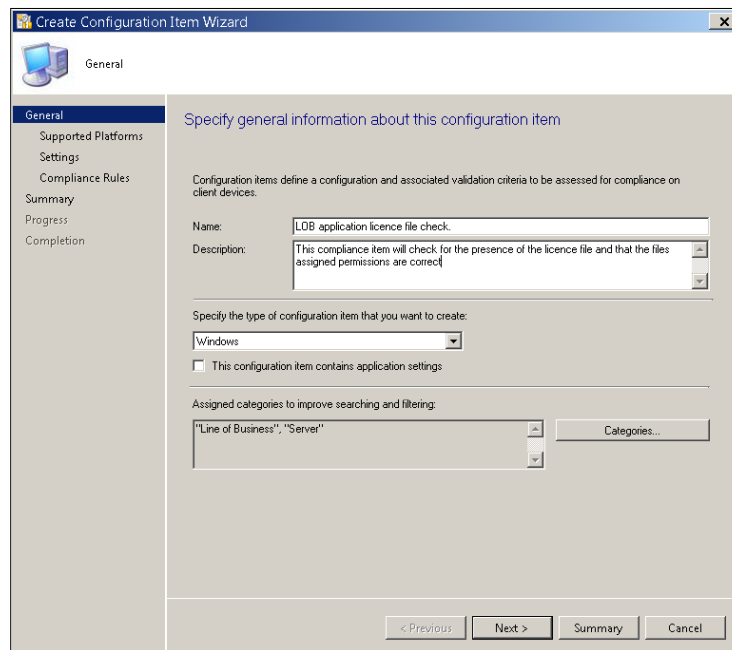 Create Configuration Item Wizard
General
General
Supported Platforms
Settings
Compliance Rules
Summary
Progress
Completion
Specify general information about this configuration item
Configuration items define a configuration and associated validation criteria to be assessed for compliance on
client devices.
Name:
LOB application licence file check.
Description:
This compliance item will check for the presence of the licence file and that the files
assigned permissions are correct
Specify the type of configuration item that you want to create:
Windows
This configuration item contains application settings
Assigned categories to improve searching and filtering:
"Line of Business", "Server"
Categories...
< Previous
Next >
Summary
Cancel